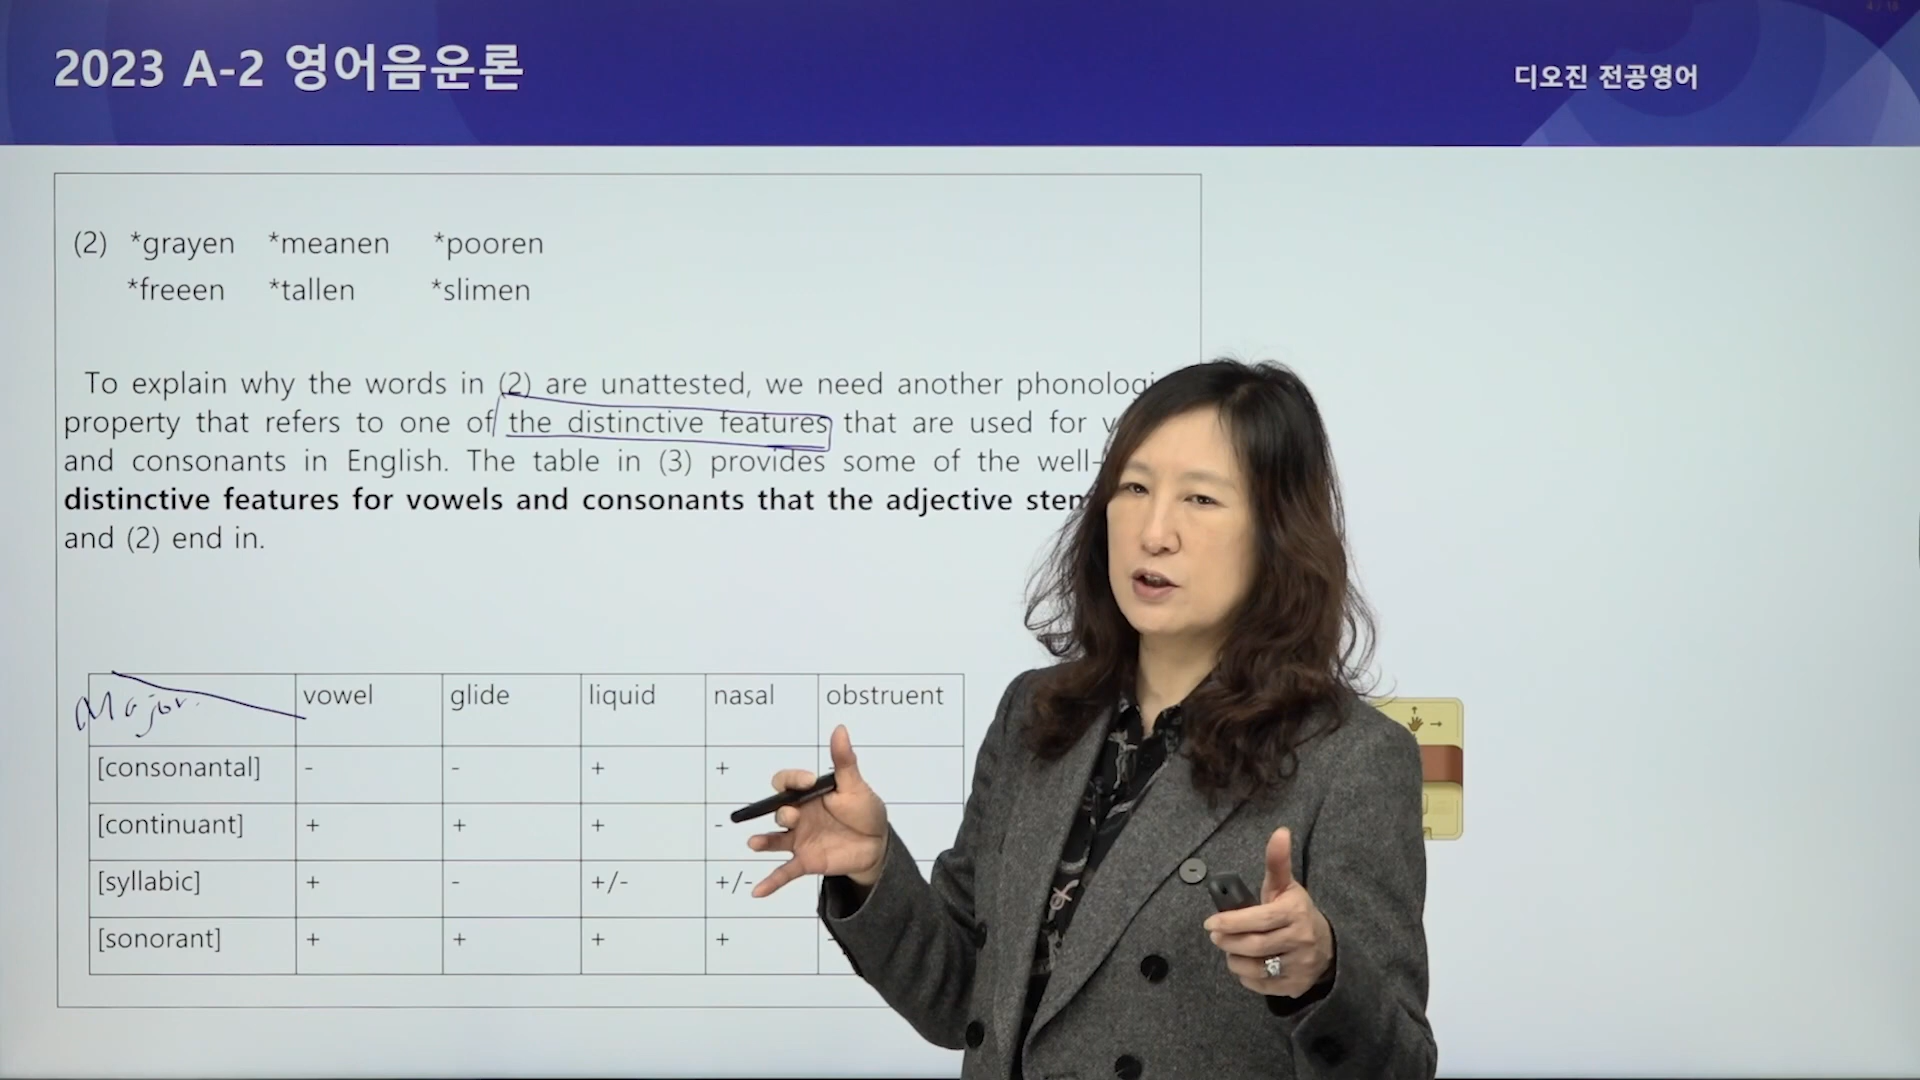 4 / 18
2023 A-2 영어음운론
디오진 전공영어
(2) *grayen *meanen *pooren
*freeen *tallen *slimen
To explain why the words in (2) are unattested, we need another
property that refers to one of the distinctive features that are used for
and consonants in English. The table in (3) provides some of the
distinctive features for vowels and consonants that the adjective
and (2) end in.
Major.
vowel glide liquid nasal obstruent
[consonantal] - - + +
[continuant] + + + -
[syllabic] + - +/- +/-
[sonorant] + + + + -